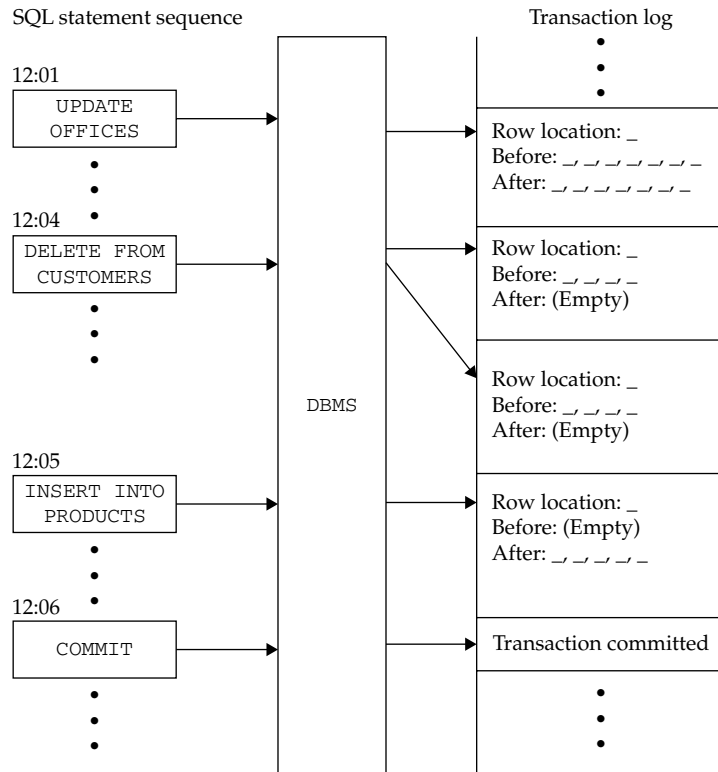 SQL statement sequence
Transaction log
12:01
UPDATE
OFFICES
Row location: _
Before: _, _, _, _, _, _, _
After: _, _, _, _, _, _, _
12:04
DELETE FROM
CUSTOMERS
Row location: _
Before: _, _, _, _
After: (Empty)
Row location: _
Before: _, _, _, _
After: (Empty)
DBMS
12:05
INSERT INTO
PRODUCTS
Row location: _
Before: (Empty)
After: _, _, _, _, _
12:06
COMMIT
Transaction committed